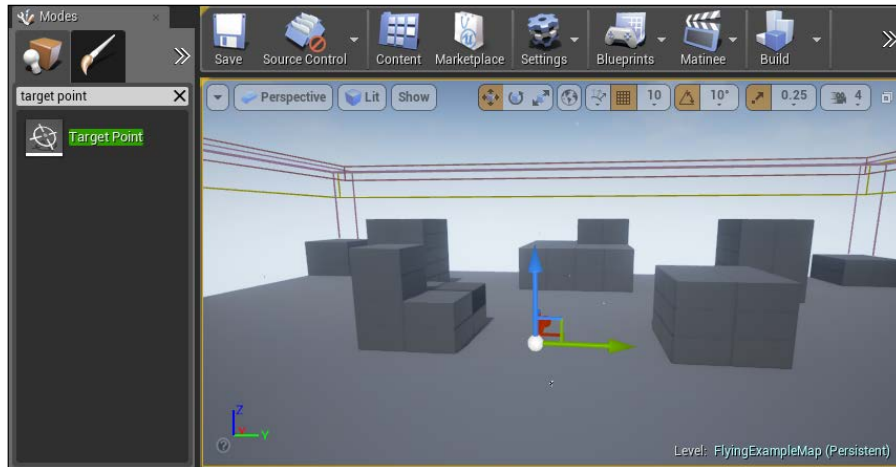 Modes
target point
Target Point
Save Source Control Content Marketplace Settings Blueprints Matinee Build
Perspective Lit Show 10 10° 0.25 4
Z
Y
Level: FlyingExampleMap (Persistent)